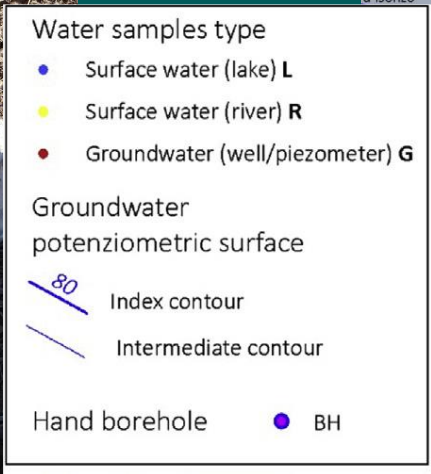 Water samples type
Surface water (lake) L
Surface water (river) R
Groundwater (well/piezometer) G
Groundwater
potenziometric surface
80
Index contour
Intermediate contour
Hand borehole BH